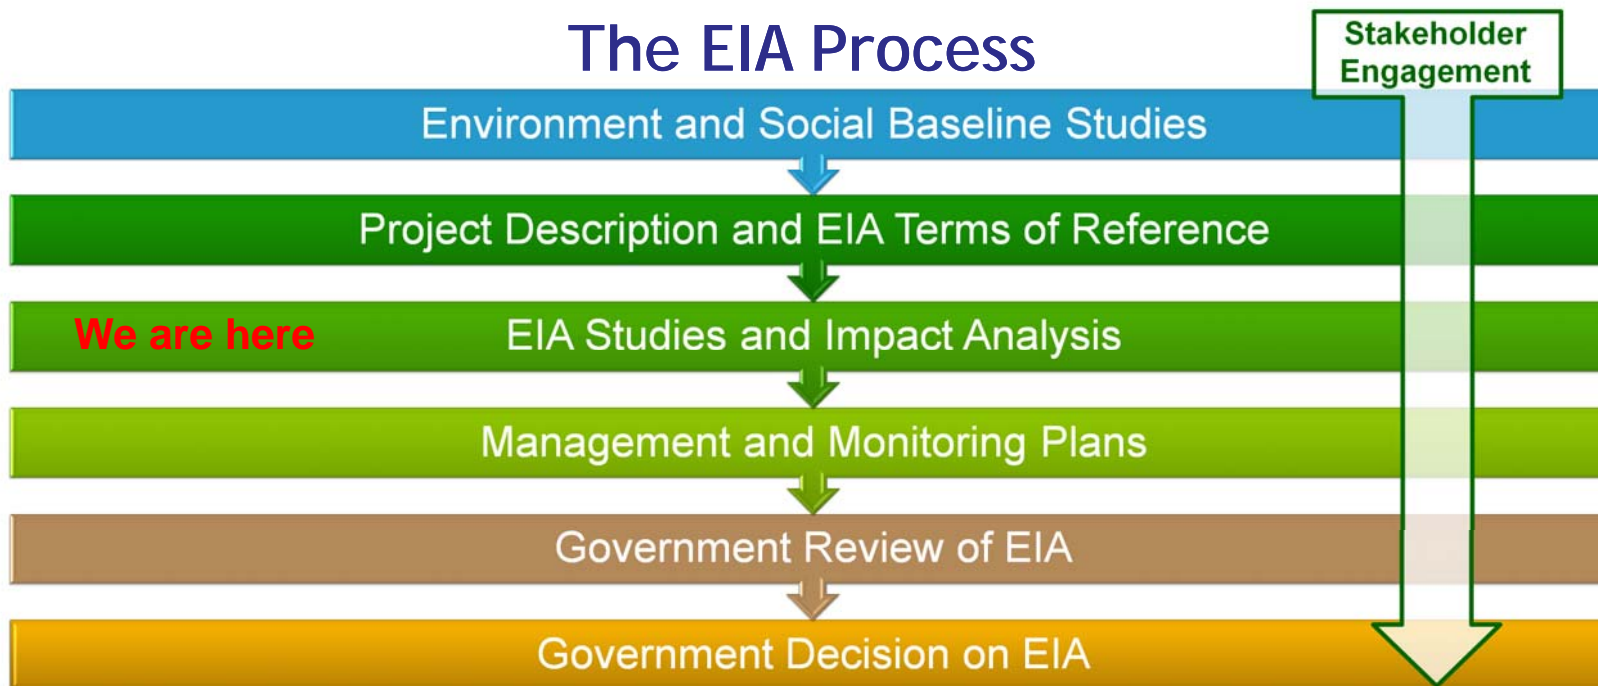 The EIA Process
Stakeholder
Engagement
Environment and Social Baseline Studies
Project Description and EIA Terms of Reference
We are here
EIA Studies and Impact Analysis
Management and Monitoring Plans
Government Review of EIA
Government Decision on EIA